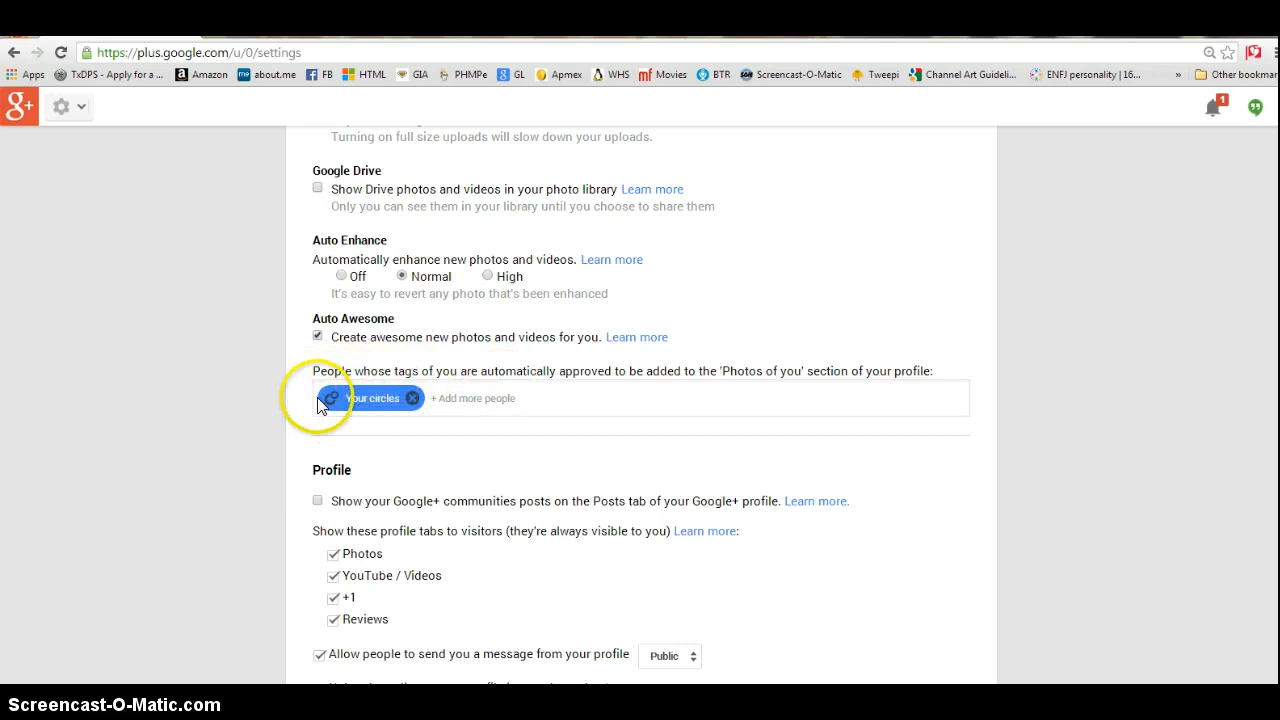 https://plus.google.com/u/0/settings
Apps TxDPS - Apply for a ... Amazon about.me FB HTML GIA PHMPe GL Apmex WHS Movies BTR Screencast-O-Matic Tweepi Channel Art Guidelin... ENFJ personality | 16... » Other bookmar
g+ 1
Turning on full size uploads will slow down your uploads.
Google Drive
Show Drive photos and videos in your photo library Learn more
Only you can see them in your library until you choose to share them
Auto Enhance
Automatically enhance new photos and videos. Learn more
Off Normal High
It's easy to revert any photo that's been enhanced
Auto Awesome
Create awesome new photos and videos for you. Learn more
People whose tags of you are automatically approved to be added to the 'Photos of you' section of your profile:
Your circles + Add more people
Profile
Show your Google+ communities posts on the Posts tab of your Google+ profile. Learn more.
Show these profile tabs to visitors (they're always visible to you) Learn more:
Photos
YouTube / Videos
+1
Reviews
Allow people to send you a message from your profile Public
Screencast-O-Matic.com